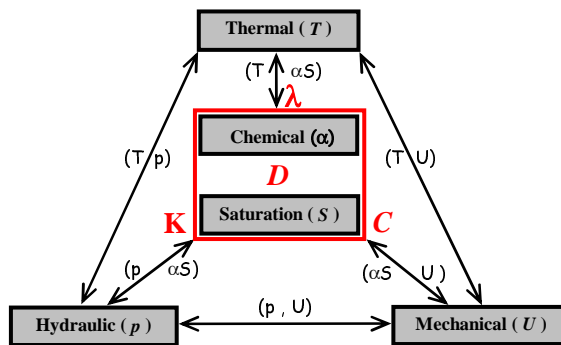 Thermal ( T )
(T αS)
λ
Chemical (α)
(T p)
D
(T U)
Saturation ( S )
K
C
(p αS)
(αS U )
Hydraulic ( p )
(p , U)
Mechanical ( U )